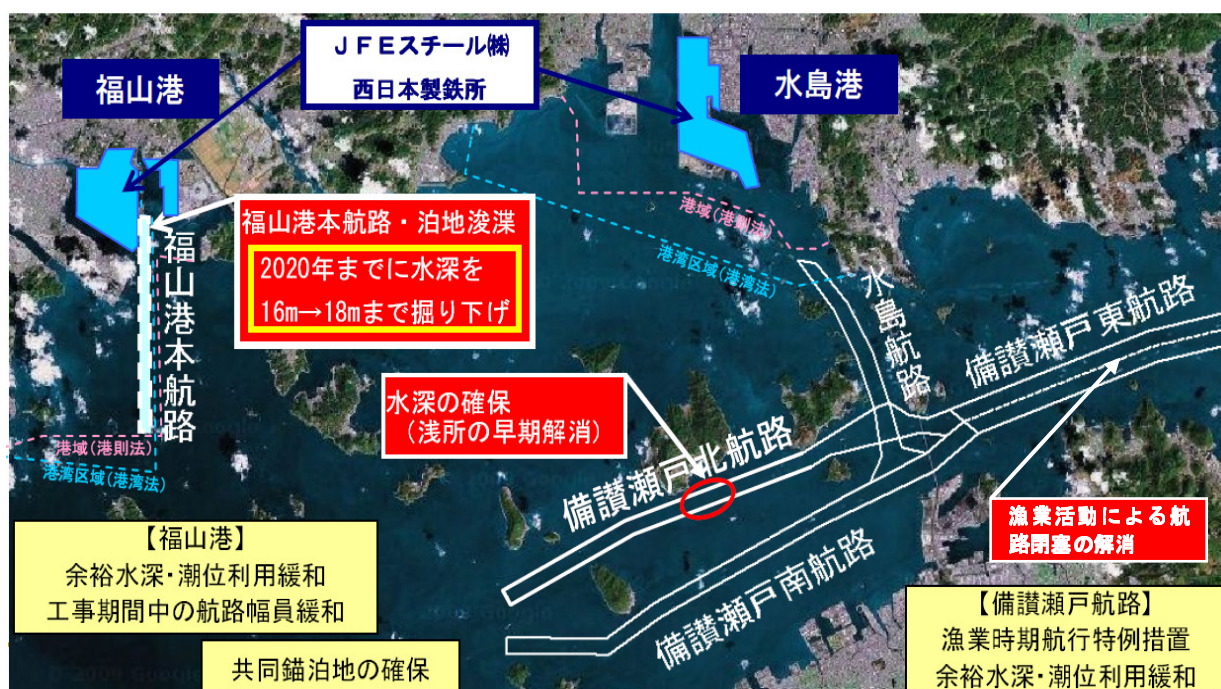 JFEスチール㈱
西日本製鉄所
福山港
水島港
福山港本航路・泊地浚渫
2020年までに水深を
16m→18mまで掘り下げ
港域(港則法)
港湾区域(港湾法)
福山港本航路
水島航路
備讃瀬戸東航路
水深の確保
(浅所の早期解消)
備讃瀬戸北航路
港域(港則法)
港湾区域(港湾法)
漁業活動による航
路閉塞の解消
備讃瀬戸南航路
【福山港】
余裕水深・潮位利用緩和
工事期間中の航路幅員緩和
共同錨泊地の確保
【備讃瀬戸航路】
漁業時期航行特例措置
余裕水深・潮位利用緩和